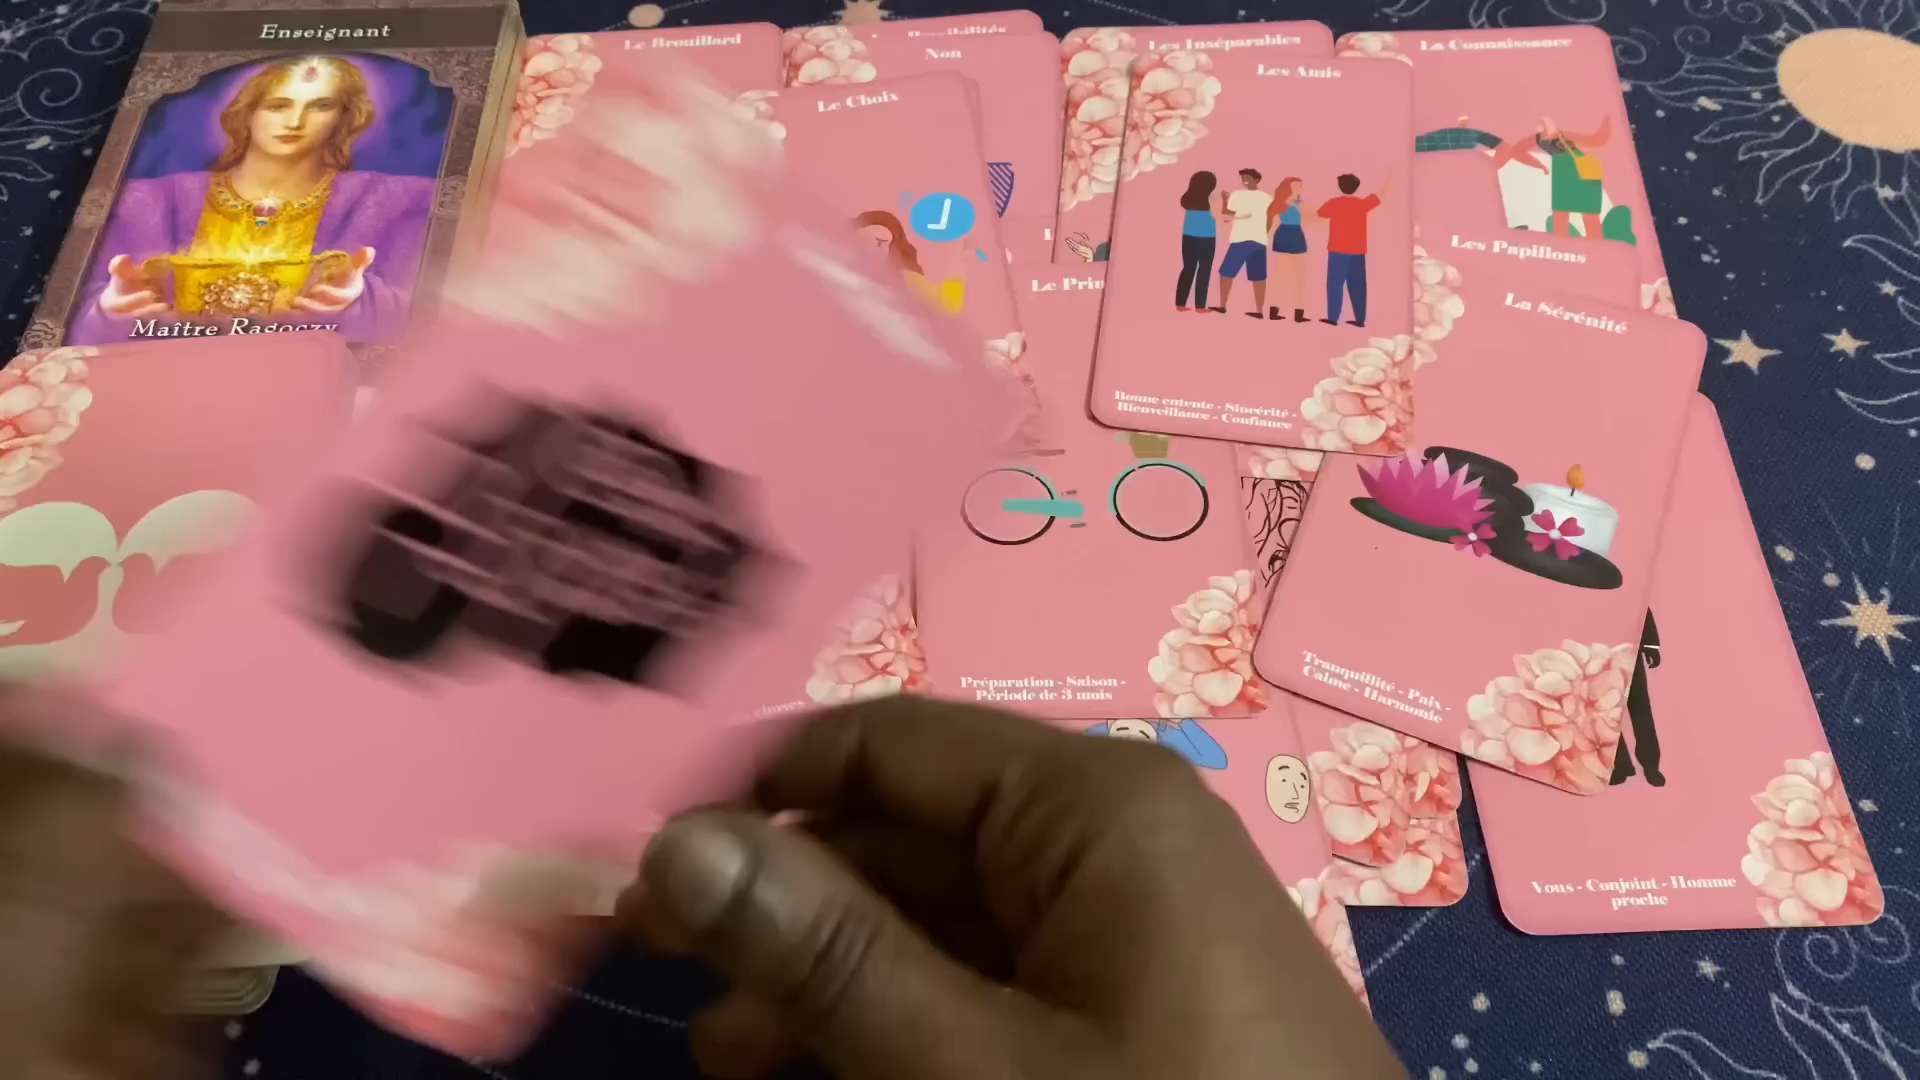 Enseignant
Maître Ragoczy
Le Brouillard
Non
Le Choix
Les Inséparables
Les Amis
Bonne entente - Sincérité -
Bienveillance - Confiance
La Connaissance
Les Papillons
La Sérénité
Tranquillité - Paix -
Calme - Harmonie
Préparation - Saison -
Période de 3 mois
Vous - Conjoint - Homme
proche